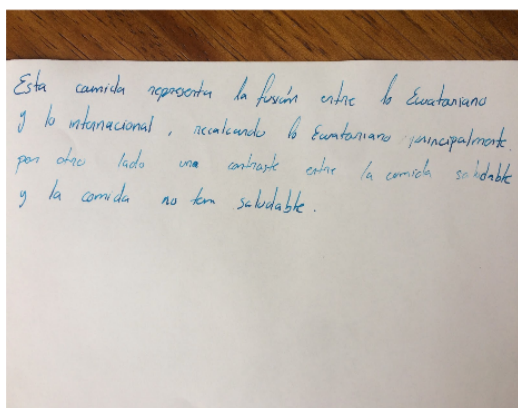 Esta comida representa la fusión entre lo Ecuatoriano
y lo internacional, recalcando lo Ecuatoriano principalmente.
por otro lado una contraste entre la comida saludable
y la comida no tan saludable.